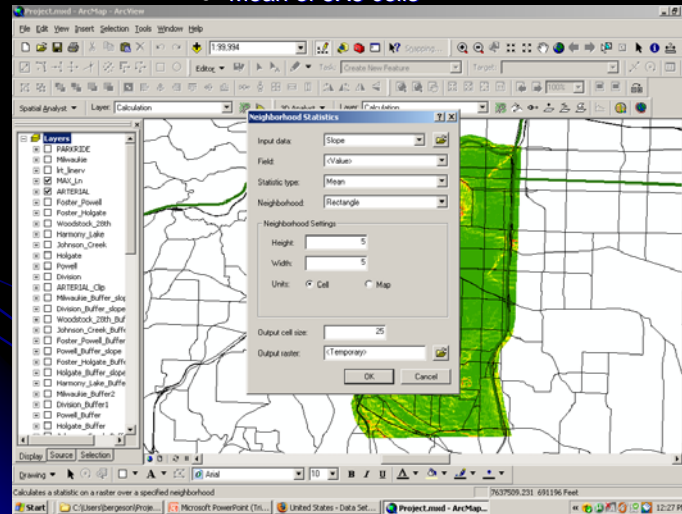 Mean of 5X5 cells
Project.mxd - ArcMap - ArcView
File Edit View Insert Selection Tools Window Help
1:99,994
Snapping...
Editor Task: Create New Feature Target:
100%
Spatial Analyst Layer: Calculation 3D Analyst Layer: Calculation
Neighborhood Statistics
Input data: Slope
Field: <Value>
Statistic type: Mean
Neighborhood: Rectangle
Neighborhood Settings
Height: 5
Width: 5
Units: Cell Map
Output cell size: 25
Output raster: <Temporary>
OK Cancel
Layers
PARKRIDE
Milwaukie
lrt_linerv
MAX_Ln
ARTERIAL
Foster_Powell
Foster_Holgate
Woodstock_28th
Harmony_Lake
Johnson_Creek
Holgate
Powell
Division
ARTERIAL_Clip
Milwaukie_Buffer_slop
Division_Buffer_slope
Woodstock_28th_Buf
Johnson_Creek_Buffe
Foster_Powell_Buffer
Powell_Buffer_slope
Foster_Holgate_Buffe
Holgate_Buffer_slope
Harmony_Lake_Buffe
Milwaukie_Buffer2
Division_Buffer1
Powell_Buffer
Holgate_Buffer
Display Source Selection
Drawing Arial 10 B I U A
Calculates a statistic on a raster over a specified neighborhood
7637509.231 691196 Feet
Start C:\Users\bergeson\Proje... Microsoft PowerPoint (Tri... United States - Data Set... Project.mxd - ArcMap... 12:27 P